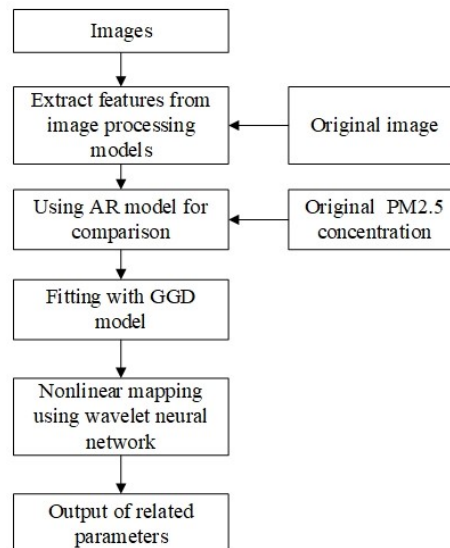 Images
Extract features from
image processing
models
Original image
Using AR model for
comparison
Original PM2.5
concentration
Fitting with GGD
model
Nonlinear mapping
using wavelet neural
network
Output of related
parameters